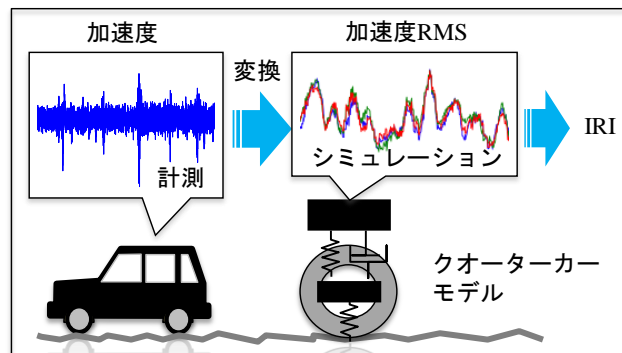 加速度
加速度RMS
変換
計測
シミュレーション
IRI
クオーターカー
モデル